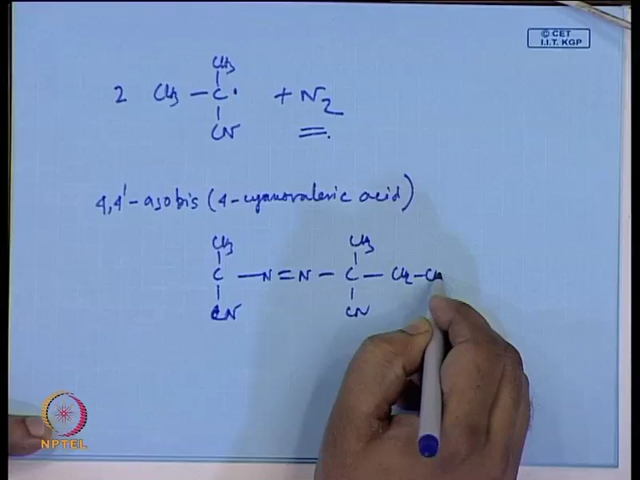 © CET
I.I.T. KGP
CH3
2 CH3 – C• + N2
CN
4,4'-azobis (4-cyanovaleric acid)
CH3 CH3
C – N = N – C – CH2 – CH
CN CN
NPTEL